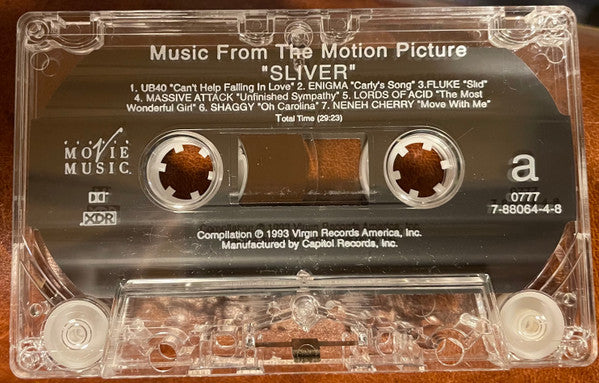 Music From The Motion Picture
"SLIVER"
1. UB40 "Can't Help Falling In Love" 2. ENIGMA "Carly's Song" 3.FLUKE "Slid"
4. MASSIVE ATTACK "Unfinished Sympathy" 5. LORDS OF ACID "The Most
Wonderful Girl" 6. SHAGGY "Oh Carolina" 7. NENEH CHERRY "Move With Me"
Total Time (29:23)
MOVIE
MUSIC
a
XDR
0777
7-88064-4-8
Compilation ℗ 1993 Virgin Records America, Inc.
Manufactured by Capitol Records, Inc.